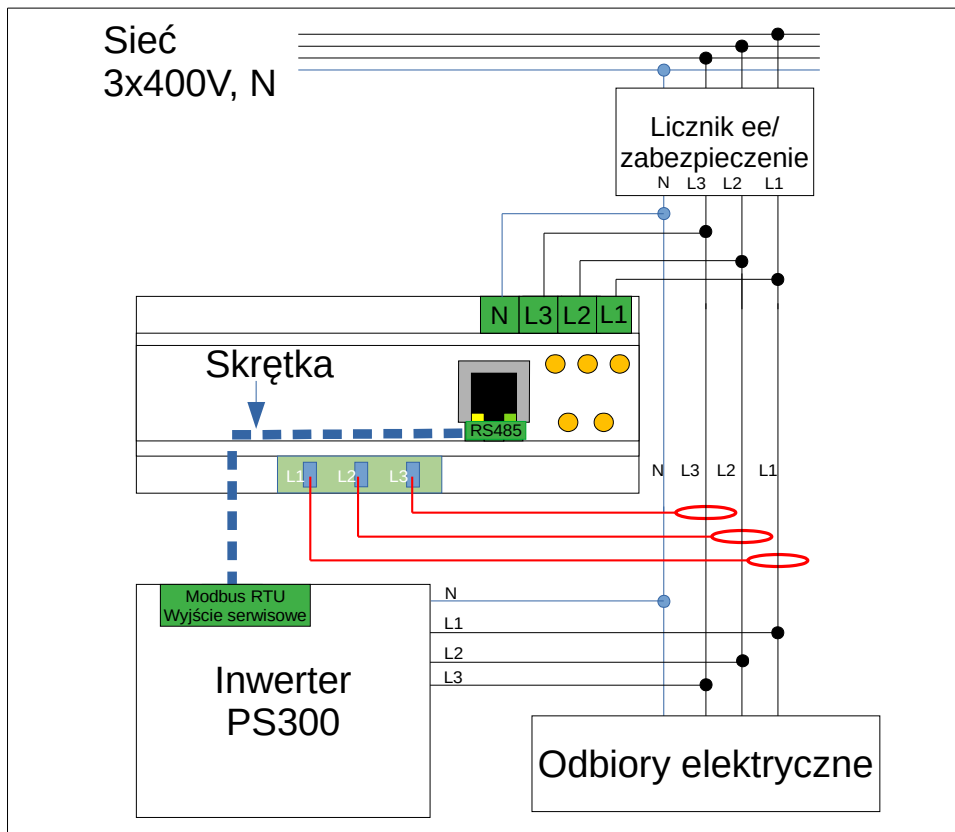 Sieć
3x400V, N
Licznik ee/
zabezpieczenie
N L3 L2 L1
N L3 L2 L1
Skrętka
RS485
L1 L2 L3
N L3 L2 L1
Modbus RTU
Wyjście serwisowe
N
L1
L2
L3
Inwerter
PS300
Odbiory elektryczne